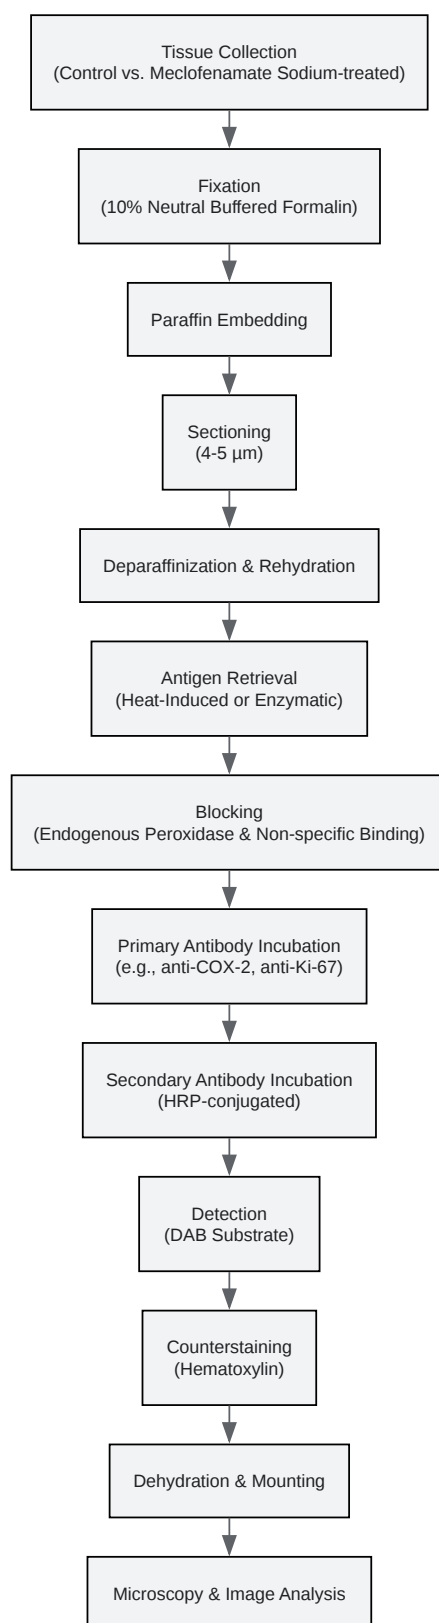 Tissue Collection
(Control vs. Meclofenamate Sodium-treated)
Fixation
(10% Neutral Buffered Formalin)
Paraffin Embedding
Sectioning
(4-5 µm)
Deparaffinization & Rehydration
Antigen Retrieval
(Heat-Induced or Enzymatic)
Blocking
(Endogenous Peroxidase & Non-specific Binding)
Primary Antibody Incubation
(e.g., anti-COX-2, anti-Ki-67)
Secondary Antibody Incubation
(HRP-conjugated)
Detection
(DAB Substrate)
Counterstaining
(Hematoxylin)
Dehydration & Mounting
Microscopy & Image Analysis